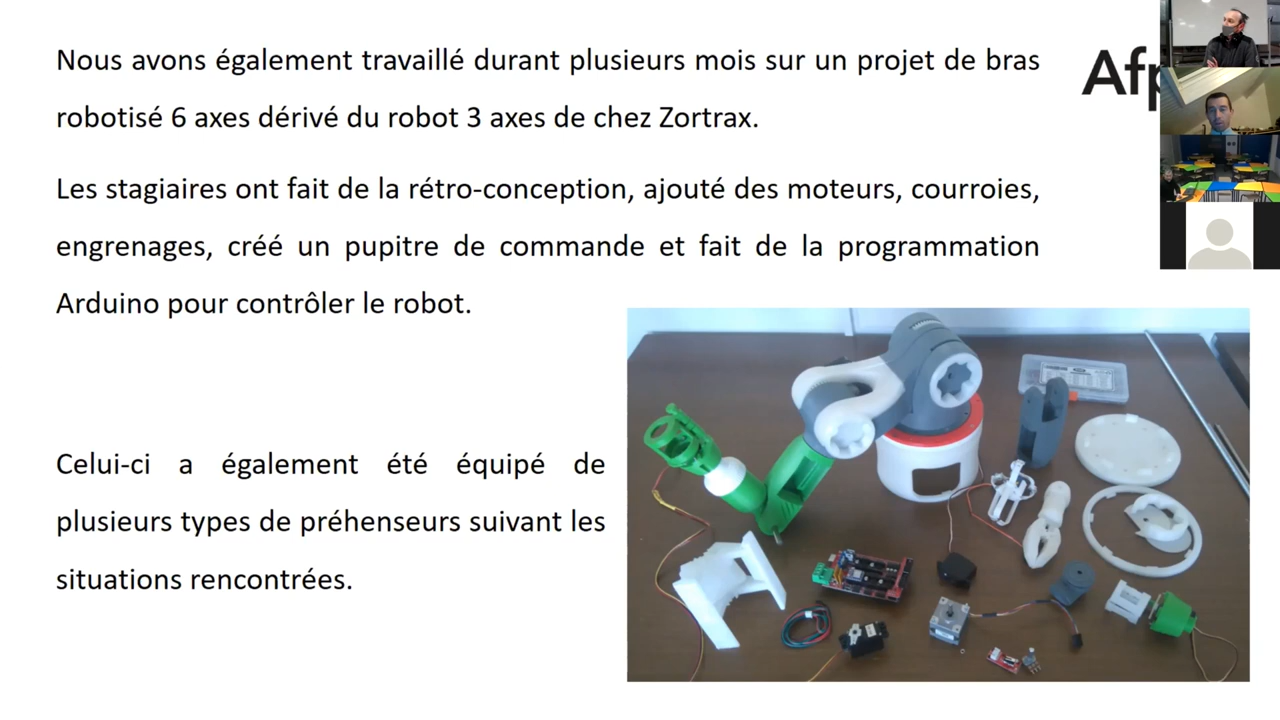 Nous avons également travaillé durant plusieurs mois sur un projet de bras
robotisé 6 axes dérivé du robot 3 axes de chez Zortrax.
Les stagiaires ont fait de la rétro-conception, ajouté des moteurs, courroies,
engrenages, créé un pupitre de commande et fait de la programmation
Arduino pour contrôler le robot.
Celui-ci a également été équipé de
plusieurs types de préhenseurs suivant les
situations rencontrées.